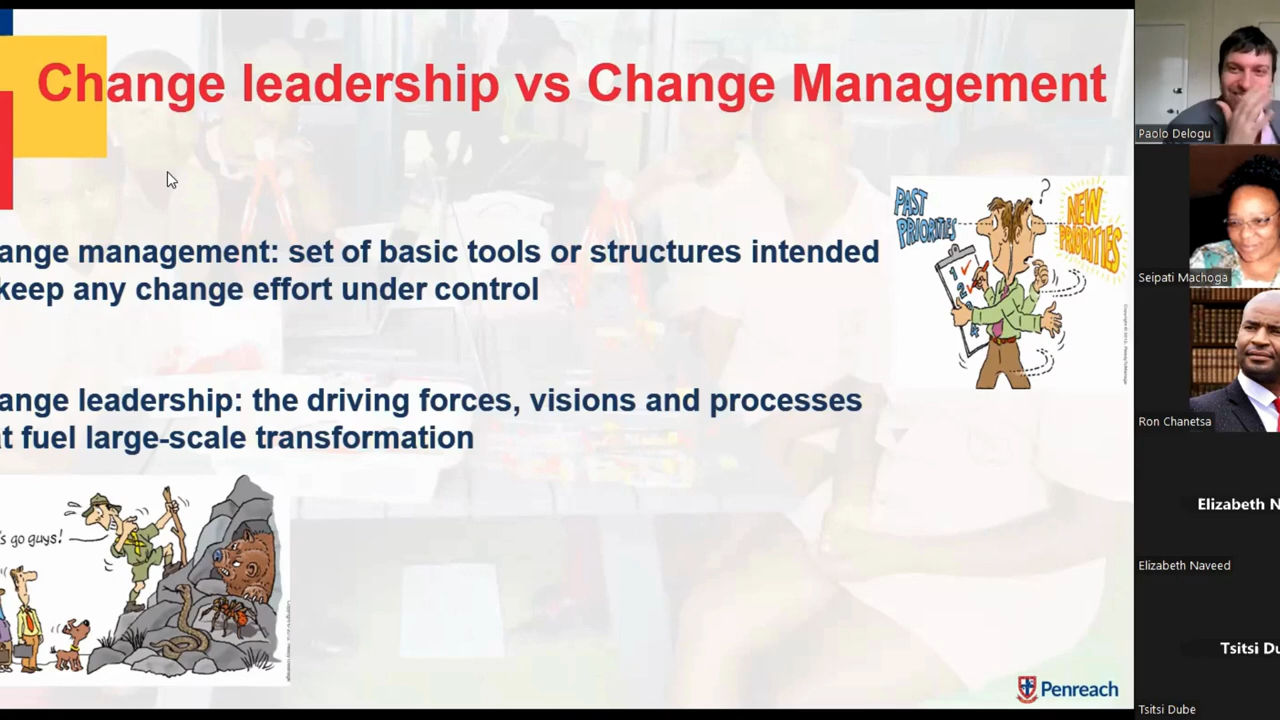 Change leadership vs Change Management
ange management: set of basic tools or structures intended
keep any change effort under control
ange leadership: the driving forces, visions and processes
t fuel large-scale transformation
PAST
PRIORITIES
?
NEW
PRIORITIES
1
2
's go guys!
Penreach
Paolo Delogu
Seipati Machoga
Ron Chanetsa
Elizabeth N
Elizabeth Naveed
Tsitsi Du
Tsitsi Dube